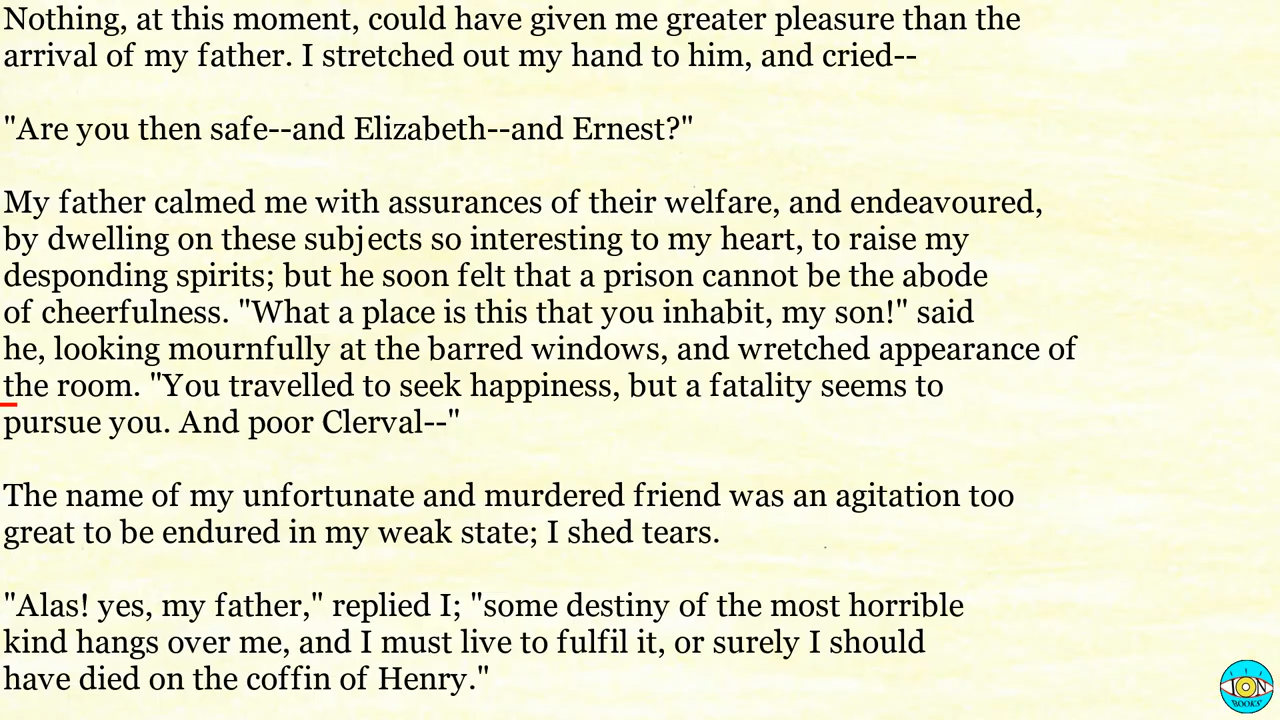 Nothing, at this moment, could have given me greater pleasure than the
arrival of my father. I stretched out my hand to him, and cried--
"Are you then safe--and Elizabeth--and Ernest?"
My father calmed me with assurances of their welfare, and endeavoured,
by dwelling on these subjects so interesting to my heart, to raise my
desponding spirits; but he soon felt that a prison cannot be the abode
of cheerfulness. "What a place is this that you inhabit, my son!" said
he, looking mournfully at the barred windows, and wretched appearance of
the room. "You travelled to seek happiness, but a fatality seems to
pursue you. And poor Clerval--"
The name of my unfortunate and murdered friend was an agitation too
great to be endured in my weak state; I shed tears.
"Alas! yes, my father," replied I; "some destiny of the most horrible
kind hangs over me, and I must live to fulfil it, or surely I should
have died on the coffin of Henry."
ION
BOOKS